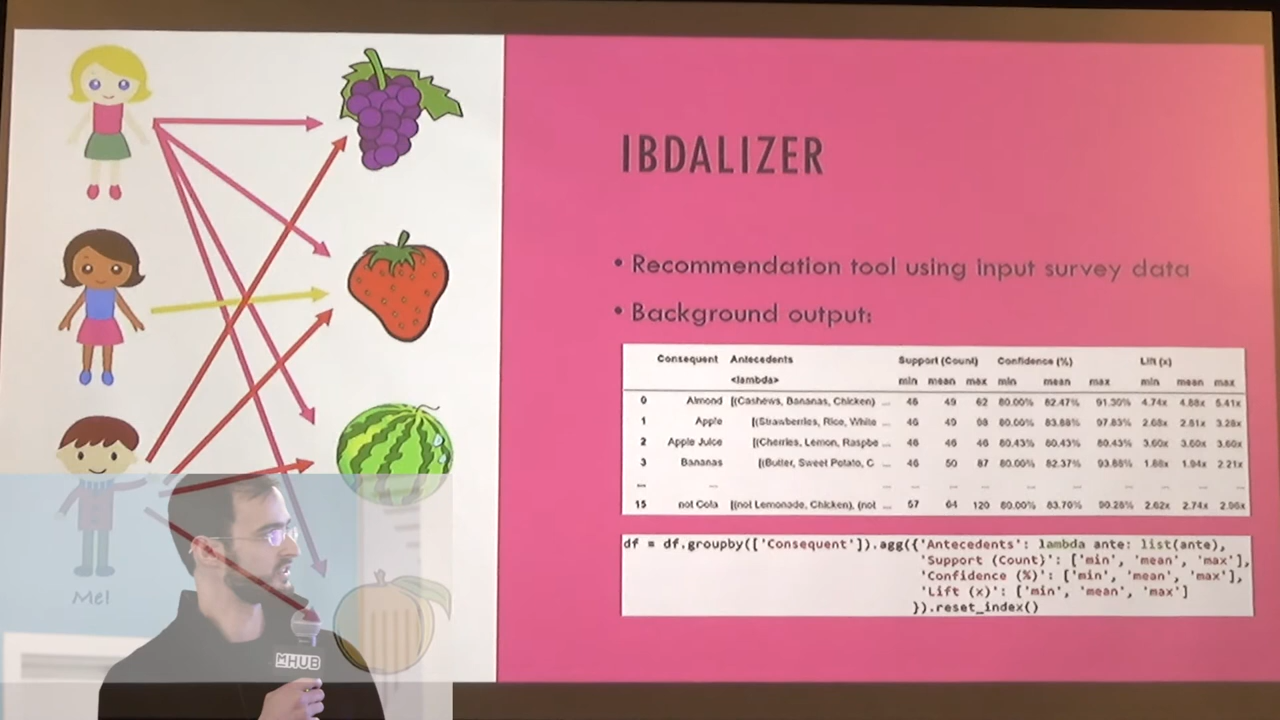 IBDALIZER
• Recommendation tool using input survey data
• Background output:
Consequent Antecedents Support (Count) Confidence (%) Lift (x)
<lambda> min mean max min mean max min mean max
0 Almond [(Cashews, Bananas, Chicken) ... 46 49 62 80.00% 82.47% 91.30% 4.74x 4.88x 5.41x
1 Apple [(Strawberries, Rice, White ... 46 49 68 80.00% 83.88% 97.83% 2.68x 2.81x 3.28x
2 Apple Juice [(Cherries, Lemon, Raspbe ... 46 46 46 80.43% 80.43% 80.43% 3.60x 3.60x 3.60x
3 Bananas [(Butter, Sweet Potato, C ... 46 50 87 80.00% 82.37% 93.88% 1.88x 1.94x 2.21x
... ... ... ... ... ... ... ... ... ... ...
15 not Cola [(not Lemonade, Chicken), (not ... 57 64 120 80.00% 83.70% 90.28% 2.62x 2.74x 2.96x
df = df.groupby(['Consequent']).agg({'Antecedents': lambda ante: list(ante),
'Support (Count)': ['min', 'mean', 'max'],
'Confidence (%)': ['min', 'mean', 'max'],
'Lift (x)': ['min', 'mean', 'max']
}).reset_index()
Me!
MHUB